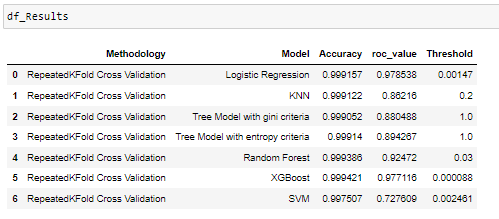 df_Results
Methodology Model Accuracy roc_value Threshold
0 RepeatedKFold Cross Validation Logistic Regression 0.999157 0.978538 0.00147
1 RepeatedKFold Cross Validation KNN 0.999122 0.86216 0.2
2 RepeatedKFold Cross Validation Tree Model with gini criteria 0.999052 0.880488 1.0
3 RepeatedKFold Cross Validation Tree Model with entropy criteria 0.99914 0.894267 1.0
4 RepeatedKFold Cross Validation Random Forest 0.999386 0.92472 0.03
5 RepeatedKFold Cross Validation XGBoost 0.999421 0.977116 0.000088
6 RepeatedKFold Cross Validation SVM 0.997507 0.727609 0.002461